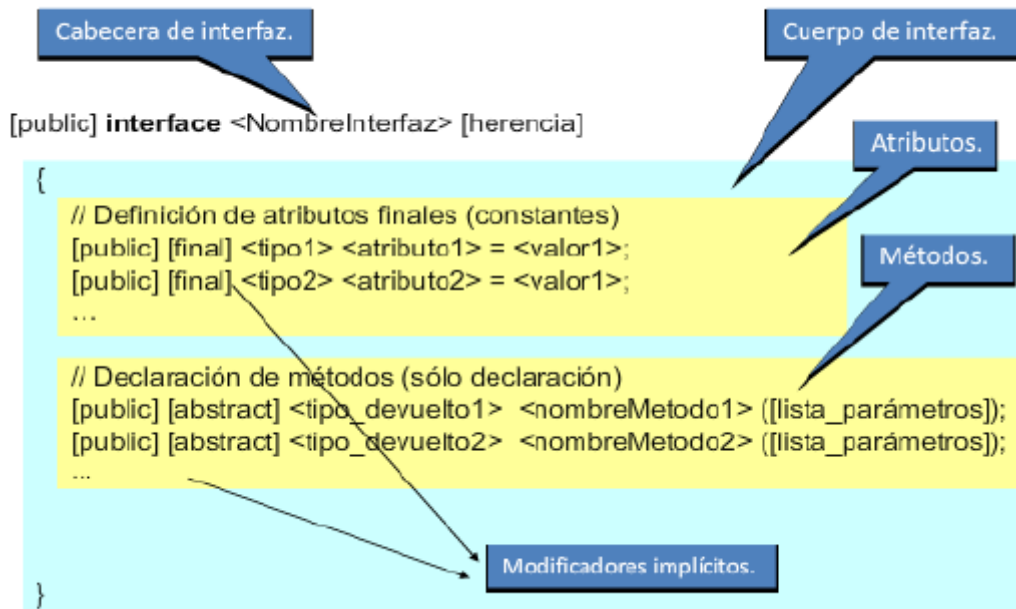 Cabecera de interfaz.
Cuerpo de interfaz.
[public] interface <NombreInterfaz> [herencia]
Atributos.
{
// Definición de atributos finales (constantes)
[public] [final] <tipo1> <atributo1> = <valor1>;
[public] [final] <tipo2> <atributo2> = <valor1>;
...
Métodos.
// Declaración de métodos (sólo declaración)
[public] [abstract] <tipo_devuelto1> <nombreMetodo1> ([lista_parámetros]);
[public] [abstract] <tipo_devuelto2> <nombreMetodo2> ([lista_parámetros]);
...
Modificadores implícitos.
}